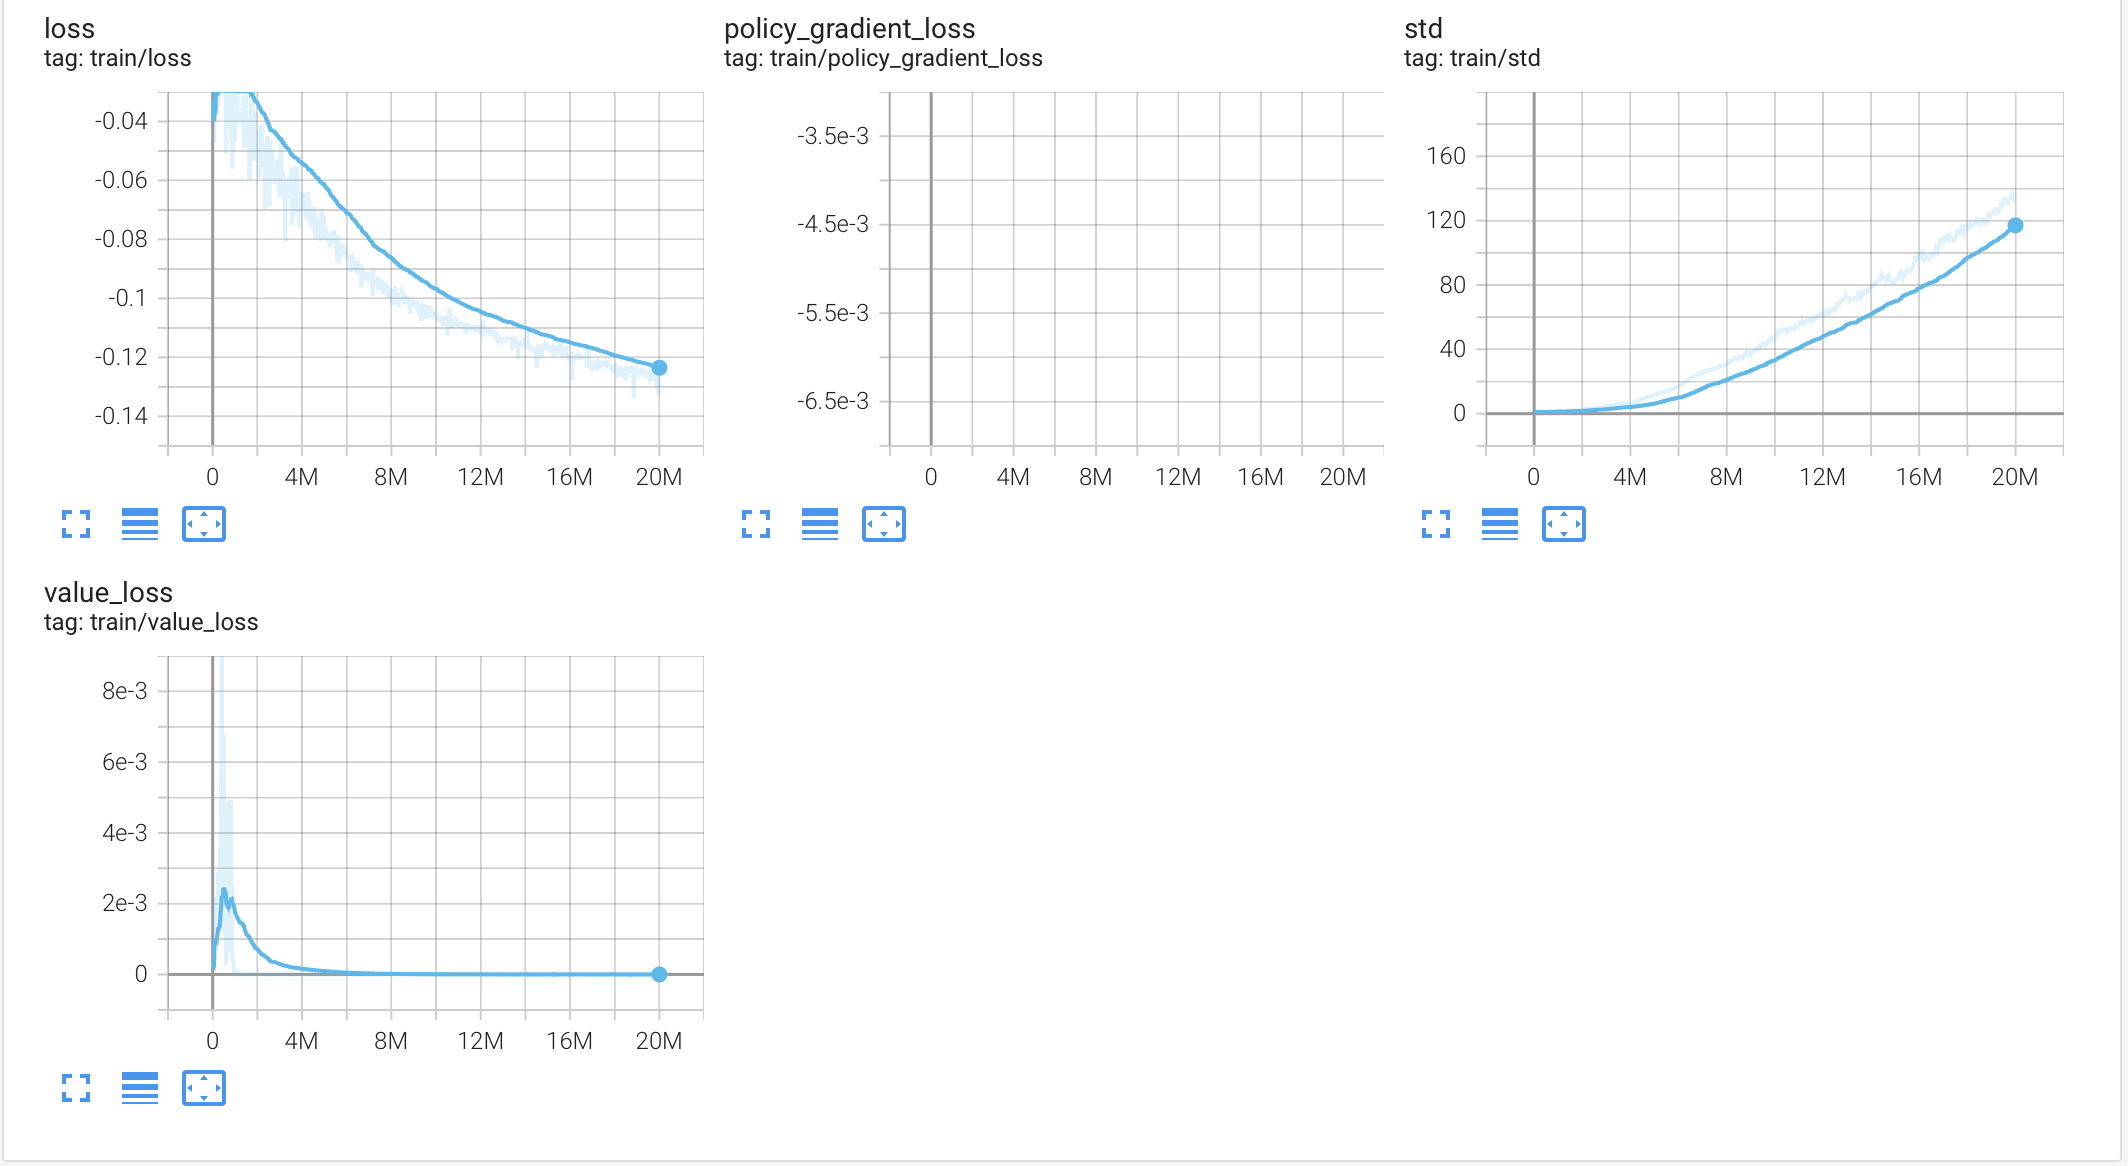 loss
tag: train/loss
-0.04
-0.06
-0.08
-0.1
-0.12
-0.14
0 4M 8M 12M 16M 20M
policy_gradient_loss
tag: train/policy_gradient_loss
-3.5e-3
-4.5e-3
-5.5e-3
-6.5e-3
0 4M 8M 12M 16M 20M
std
tag: train/std
160
120
80
40
0
0 4M 8M 12M 16M 20M
value_loss
tag: train/value_loss
8e-3
6e-3
4e-3
2e-3
0
0 4M 8M 12M 16M 20M